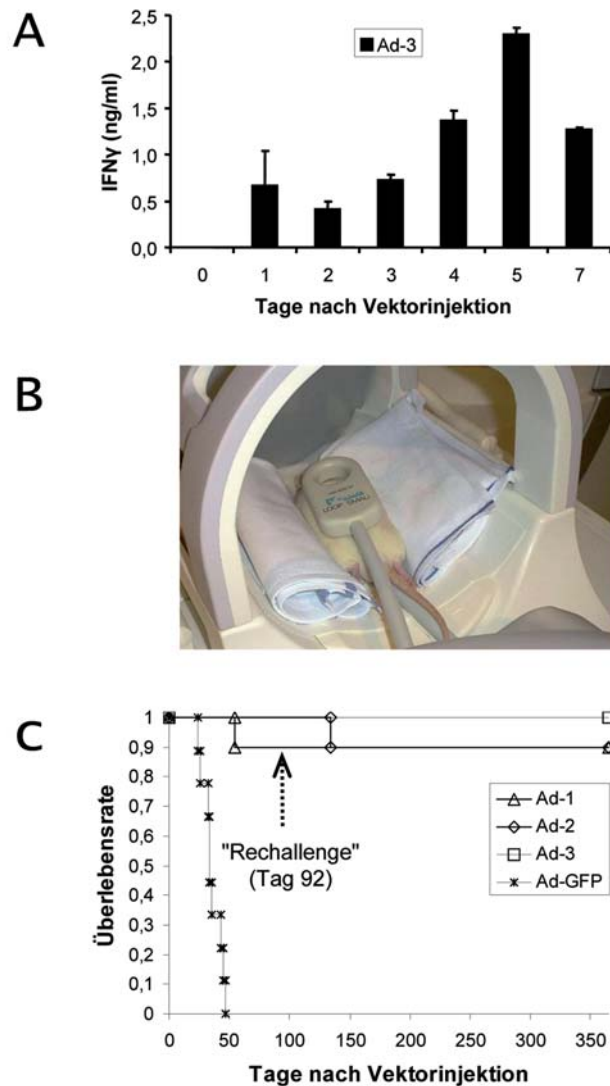 A
2,5
2,0
1,5
1,0
0,5
0,0
IFNγ (ng/ml)
Ad-3
0 1 2 3 4 5 7
Tage nach Vektorinjektion
B
LOOP SMALL
C
1
0,9
0,8
0,7
0,6
0,5
0,4
0,3
0,2
0,1
0
Überlebensrate
"Rechallenge"
(Tag 92)
Ad-1
Ad-2
Ad-3
Ad-GFP
0 50 100 150 200 250 300 350
Tage nach Vektorinjektion